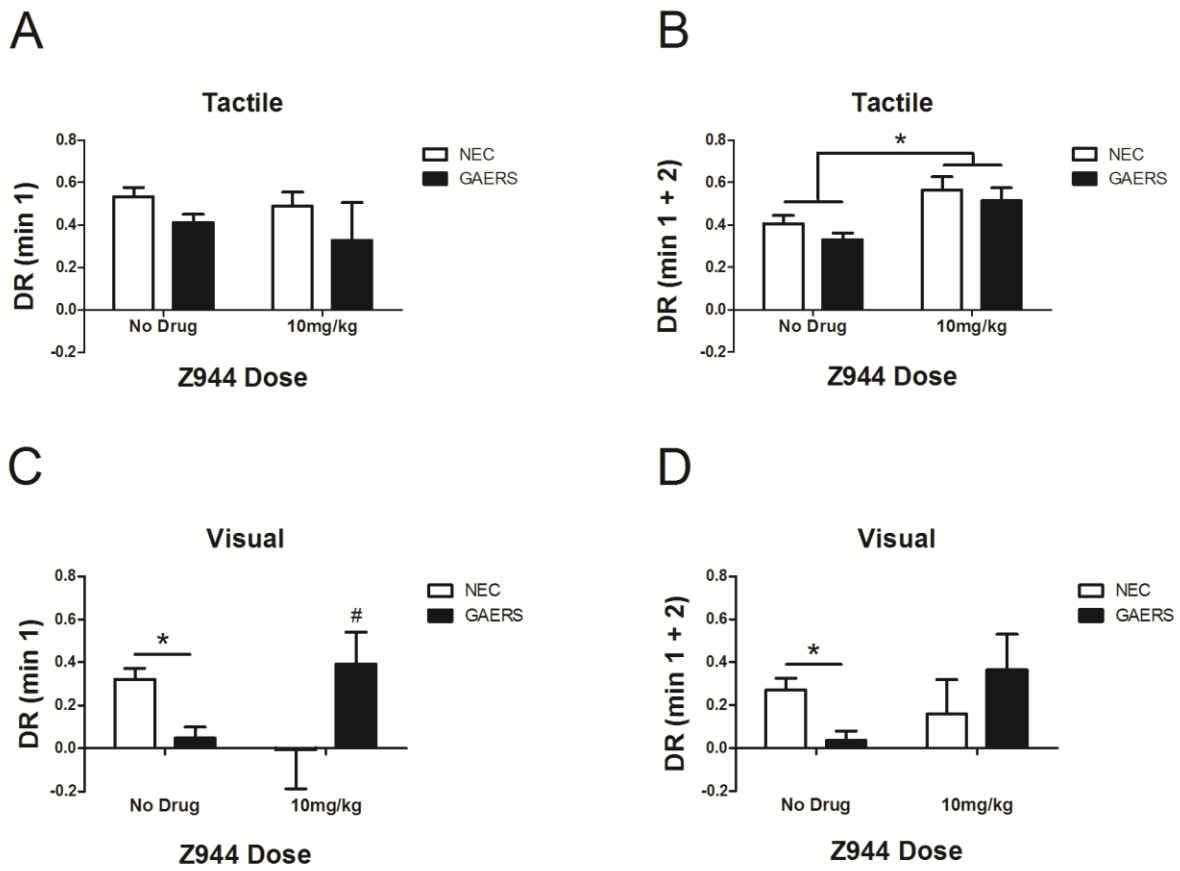 A
Tactile
DR (min 1)
0.8
0.6
0.4
0.2
0.0
-0.2
No Drug
10mg/kg
Z944 Dose
NEC
GAERS
B
Tactile
DR (min 1 + 2)
0.8
0.6
0.4
0.2
0.0
-0.2
*
No Drug
10mg/kg
Z944 Dose
NEC
GAERS
C
Visual
DR (min 1)
0.8
0.6
0.4
0.2
0.0
-0.2
*
#
No Drug
10mg/kg
Z944 Dose
NEC
GAERS
D
Visual
DR (min 1 + 2)
0.8
0.6
0.4
0.2
0.0
-0.2
*
No Drug
10mg/kg
Z944 Dose
NEC
GAERS